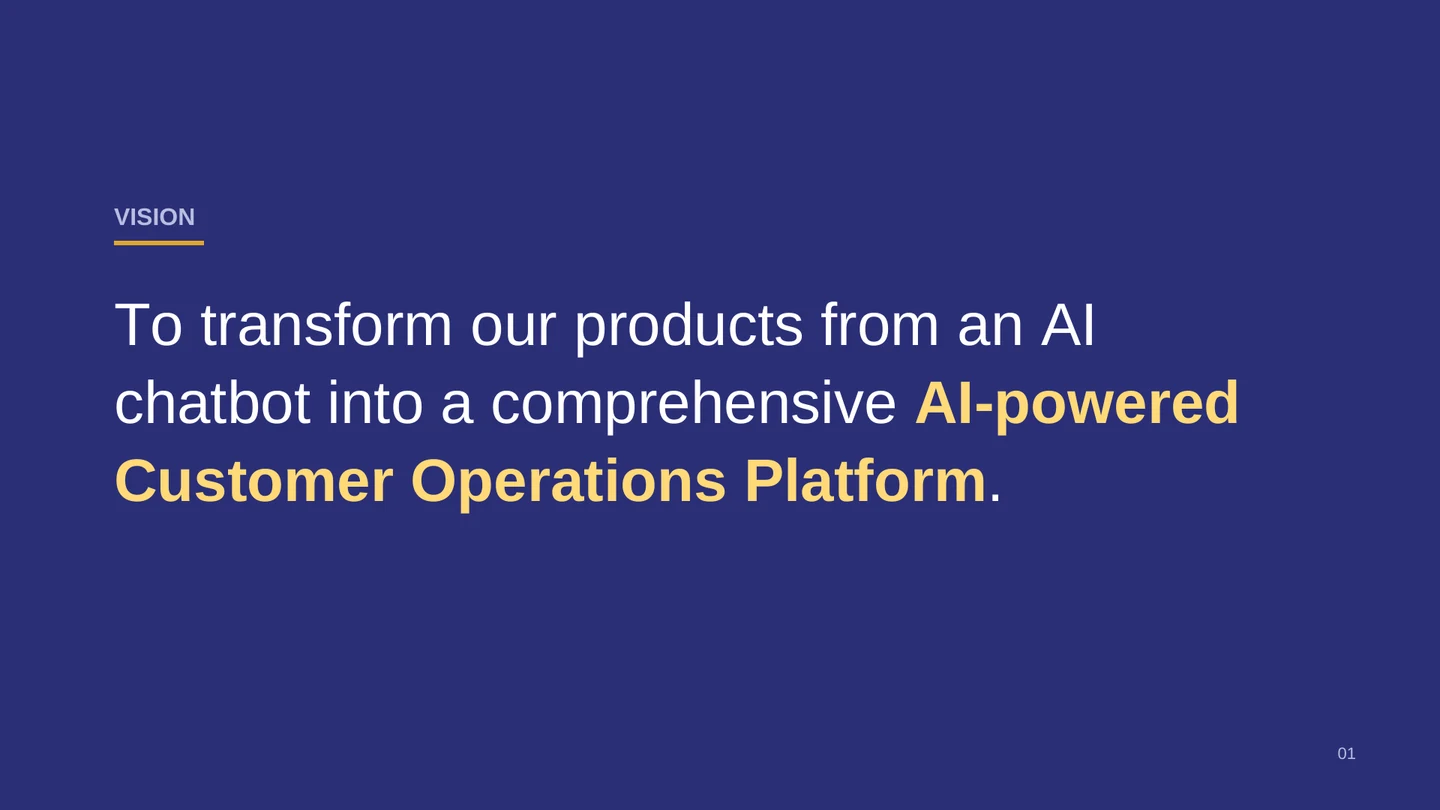 VISION
To transform our products from an AI
chatbot into a comprehensive AI-powered
Customer Operations Platform.
01